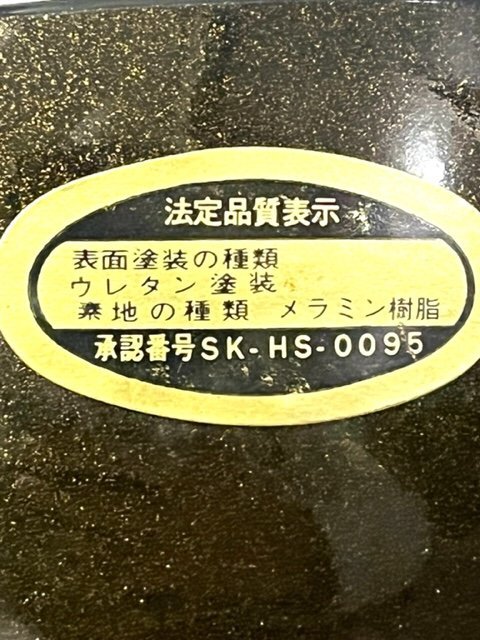 法定品質表示
表面塗装の種類
ウレタン塗装
素地の種類 メラミン樹脂
承認番号SK-HS-0095